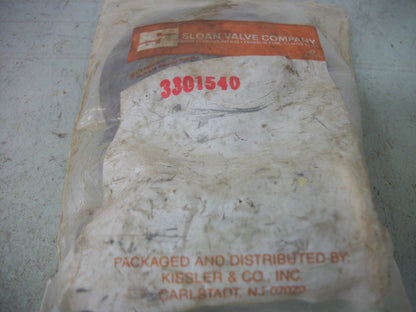 SLOAN VALVE COMPANY
3301540
PACKAGED AND DISTRIBUTED BY:
KISSLER & CO., INC.
CARLSTADT, N.J. 07072